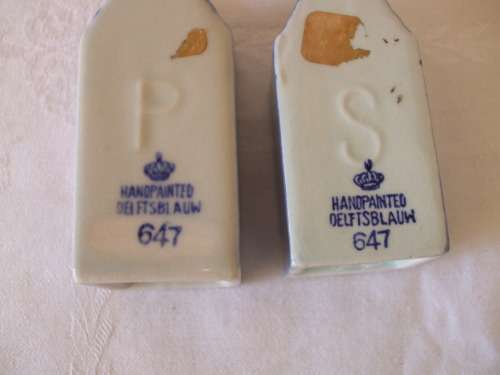 P
HANDPAINTED
DELFTSBLAUW
647
S
HANDPAINTED
DELFTSBLAUW
647